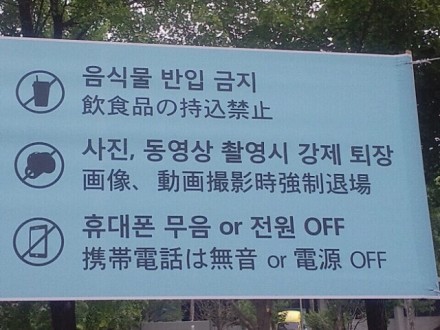 음식물 반입 금지
飲食品の持込禁止
사진, 동영상 촬영시 강제 퇴장
画像、動画撮影時強制退場
휴대폰 무음 or 전원 OFF
携帯電話は無音 or 電源 OFF